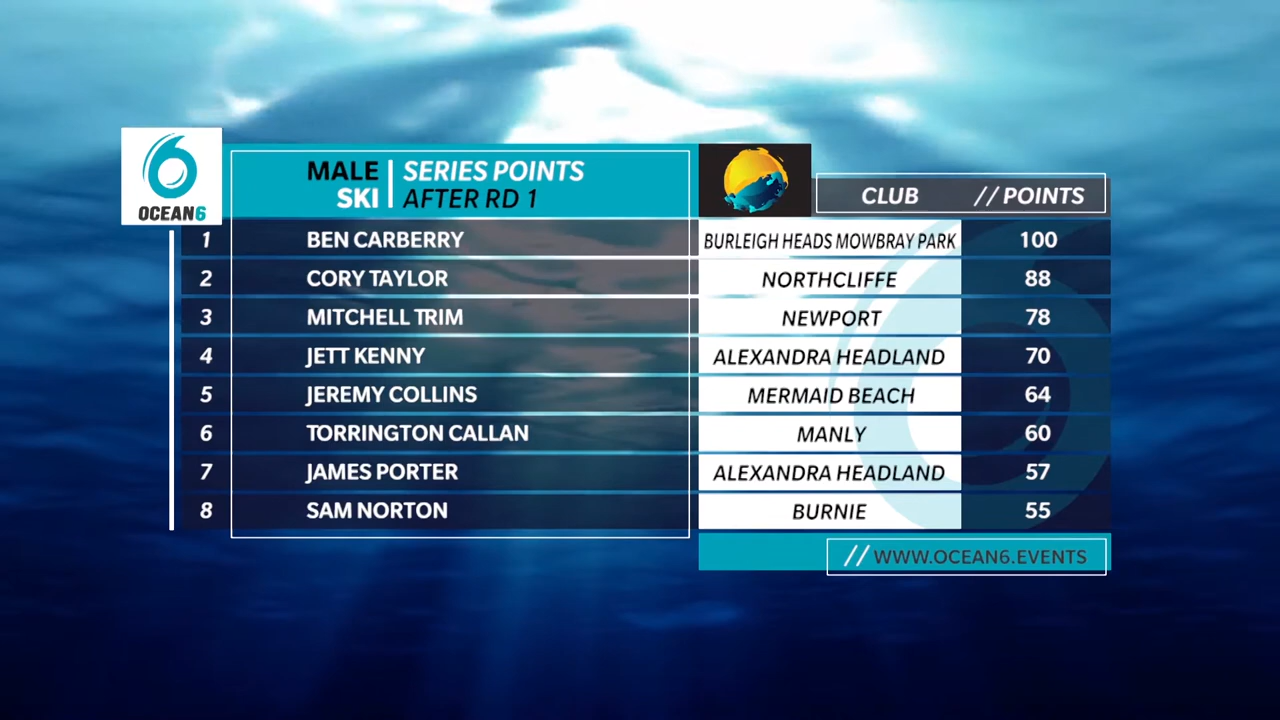 OCEAN6
MALE SKI
SERIES POINTS
AFTER RD 1
CLUB // POINTS
1 BEN CARBERRY BURLEIGH HEADS MOWBRAY PARK 100
2 CORY TAYLOR NORTHCLIFFE 88
3 MITCHELL TRIM NEWPORT 78
4 JETT KENNY ALEXANDRA HEADLAND 70
5 JEREMY COLLINS MERMAID BEACH 64
6 TORRINGTON CALLAN MANLY 60
7 JAMES PORTER ALEXANDRA HEADLAND 57
8 SAM NORTON BURNIE 55
// WWW.OCEAN6.EVENTS